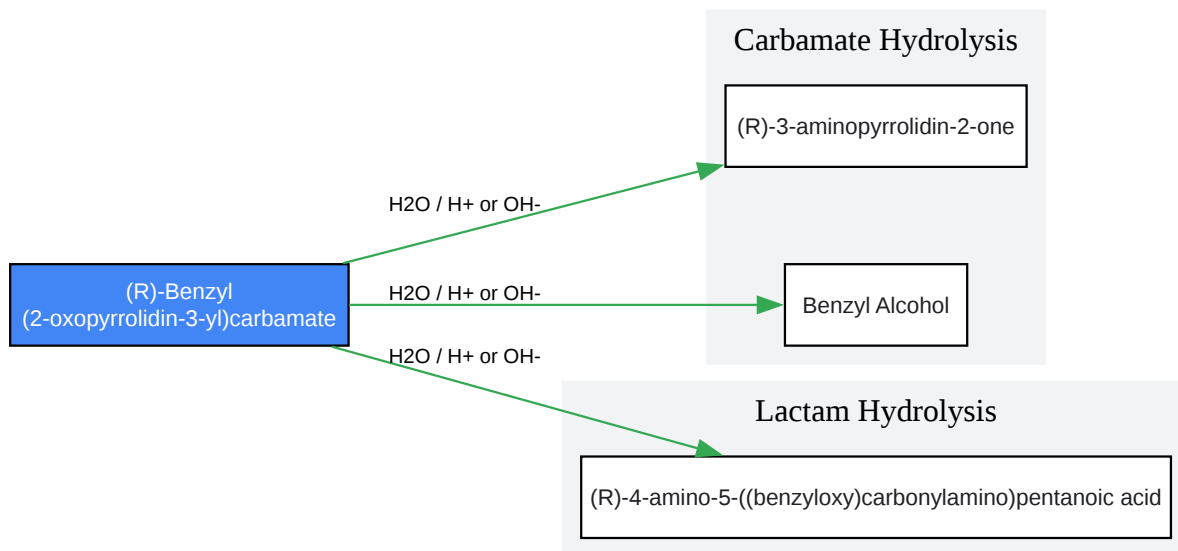 Carbamate Hydrolysis
(R)-3-aminopyrrolidin-2-one
H2O / H+ or OH-
(R)-Benzyl
(2-oxopyrrolidin-3-yl)carbamate
H2O / H+ or OH-
Benzyl Alcohol
H2O / H+ or OH-
Lactam Hydrolysis
(R)-4-amino-5-((benzyloxy)carbonylamino)pentanoic acid